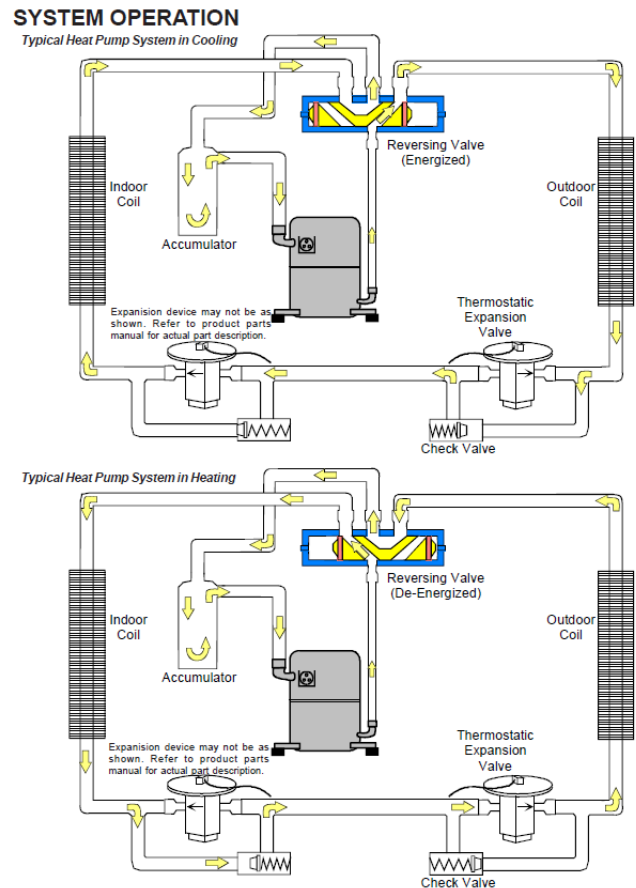 SYSTEM OPERATION
Typical Heat Pump System in Cooling
Reversing Valve
(Energized)
Indoor
Coil
Outdoor
Coil
Accumulator
Expanision device may not be as
shown. Refer to product parts
manual for actual part description.
Thermostatic
Expansion
Valve
Check Valve
Typical Heat Pump System in Heating
Reversing Valve
(De-Energized)
Indoor
Coil
Outdoor
Coil
Accumulator
Expanision device may not be as
shown. Refer to product parts
manual for actual part description.
Thermostatic
Expansion
Valve
Check Valve